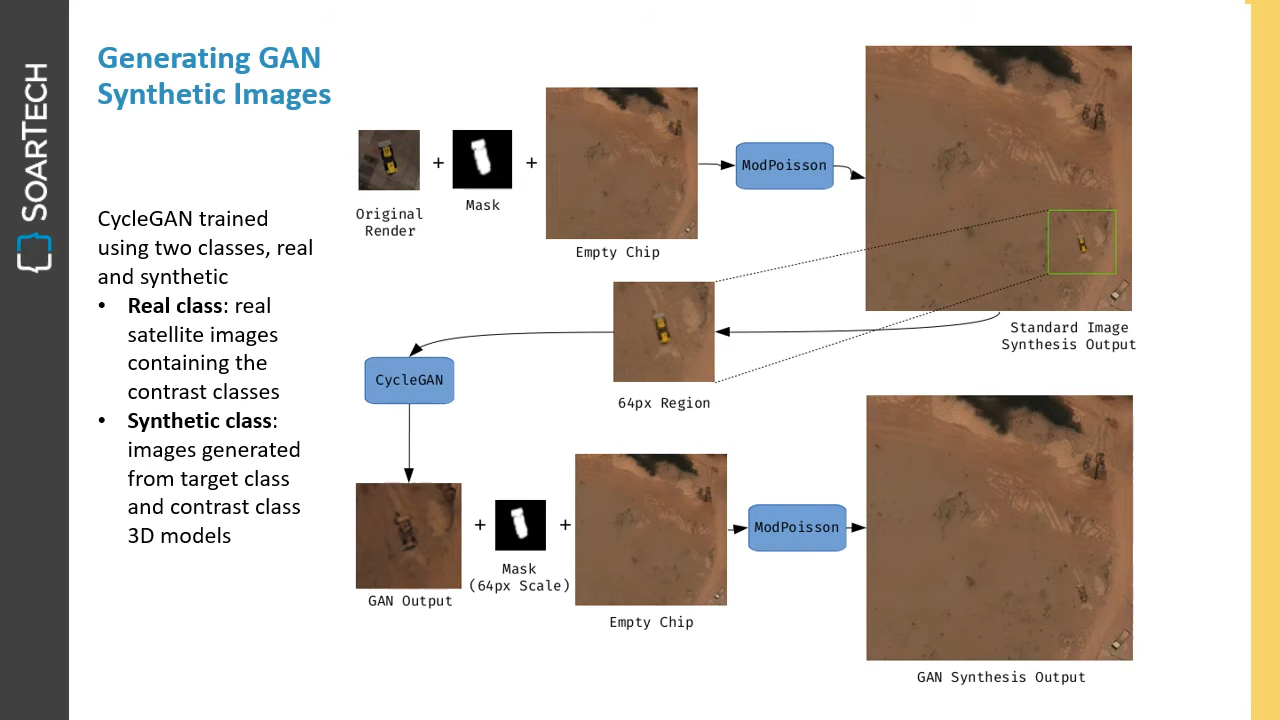 SOARTECH
Generating GAN
Synthetic Images
CycleGAN trained
using two classes, real
and synthetic
• Real class: real
satellite images
containing the
contrast classes
• Synthetic class:
images generated
from target class
and contrast class
3D models
+
+
Original
Render
Mask
Empty Chip
ModPoisson
Standard Image
Synthesis Output
64px Region
CycleGAN
GAN Output
+
Mask
(64px Scale)
+
Empty Chip
ModPoisson
GAN Synthesis Output